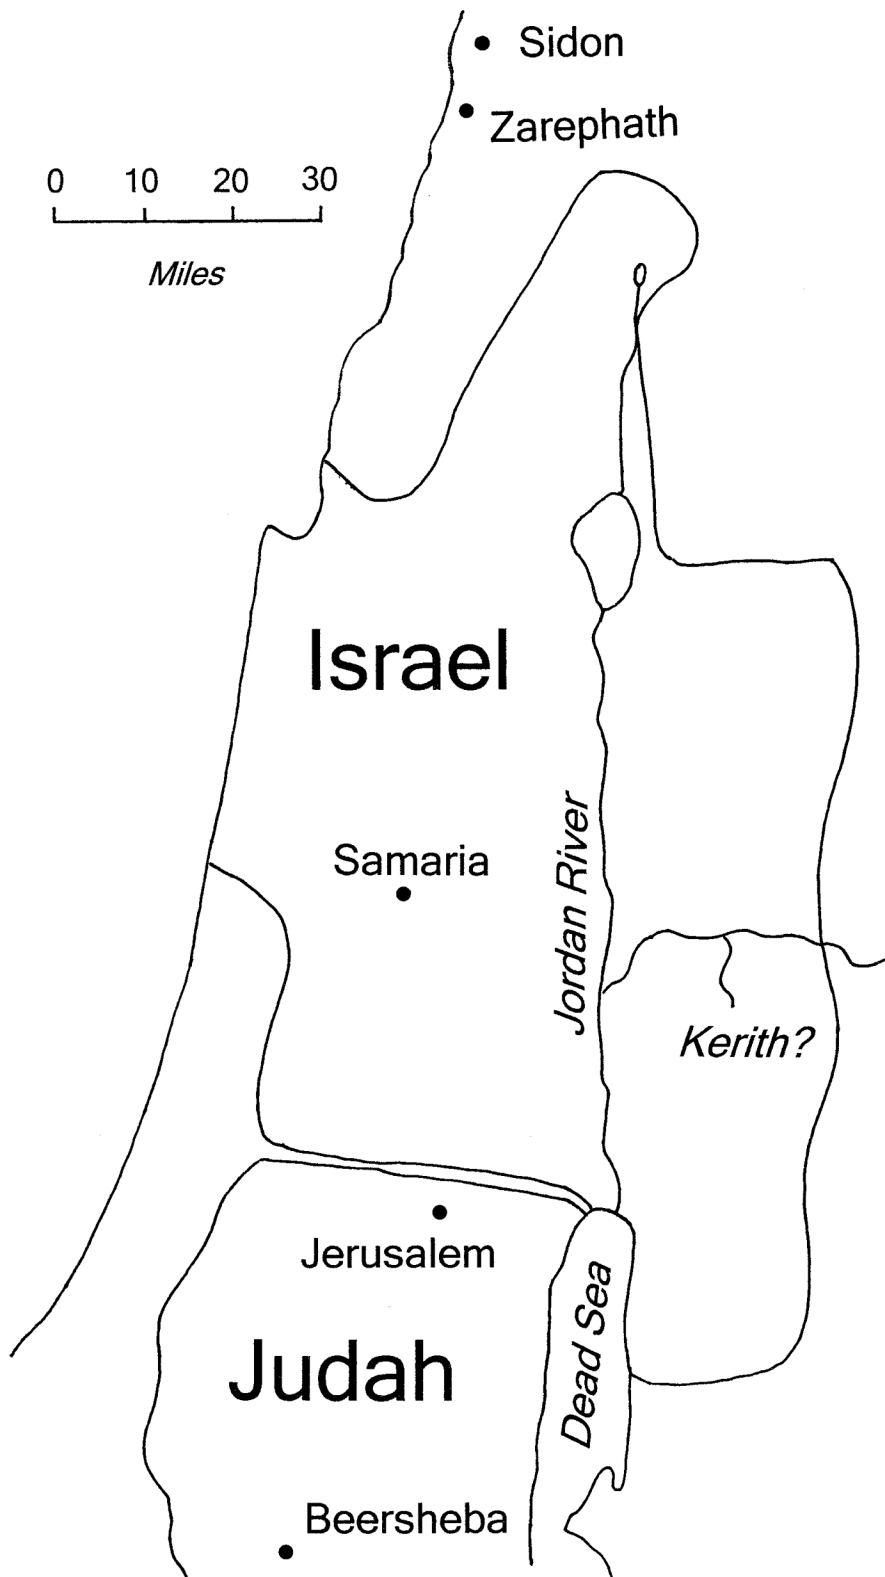 Sidon
Zarephath
0 10 20 30
Miles
Israel
Samaria
Jordan River
Kerith?
Jerusalem
Dead Sea
Judah
Beersheba